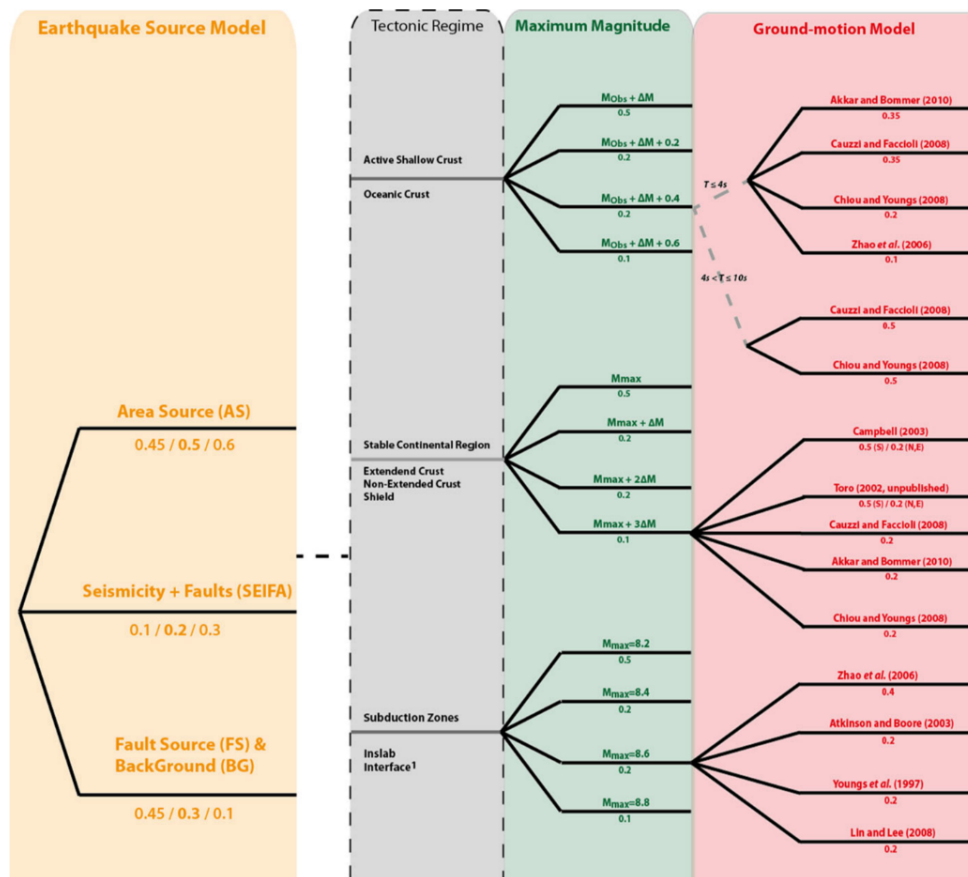 Earthquake Source Model
Area Source (AS)
0.45 / 0.5 / 0.6
Seismicity + Faults (SEIFA)
0.1 / 0.2 / 0.3
Fault Source (FS) &
BackGround (BG)
0.45 / 0.3 / 0.1
Tectonic Regime
Active Shallow Crust
Oceanic Crust
Stable Continental Region
Extendend Crust
Non-Extended Crust
Shield
Subduction Zones
Inslab
Interface1
Maximum Magnitude
MObs + ΔM
0.5
MObs + ΔM + 0.2
0.2
MObs + ΔM + 0.4
0.2
MObs + ΔM + 0.6
0.1
Mmax
0.5
Mmax + ΔM
0.2
Mmax + 2ΔM
0.2
Mmax + 3ΔM
0.1
Mmax=8.2
0.5
Mmax=8.4
0.2
Mmax=8.6
0.2
Mmax=8.8
0.1
Ground-motion Model
T ≤ 4s
4s < T ≤ 10s
Akkar and Bommer (2010)
0.35
Cauzzi and Faccioli (2008)
0.35
Chiou and Youngs (2008)
0.2
Zhao et al. (2006)
0.1
Cauzzi and Faccioli (2008)
0.5
Chiou and Youngs (2008)
0.5
Campbell (2003)
0.5 (S) / 0.2 (N,E)
Toro (2002, unpublished)
0.5 (S) / 0.2 (N,E)
Cauzzi and Faccioli (2008)
0.2
Akkar and Bommer (2010)
0.2
Chiou and Youngs (2008)
0.2
Zhao et al. (2006)
0.4
Atkinson and Boore (2003)
0.2
Youngs et al. (1997)
0.2
Lin and Lee (2008)
0.2